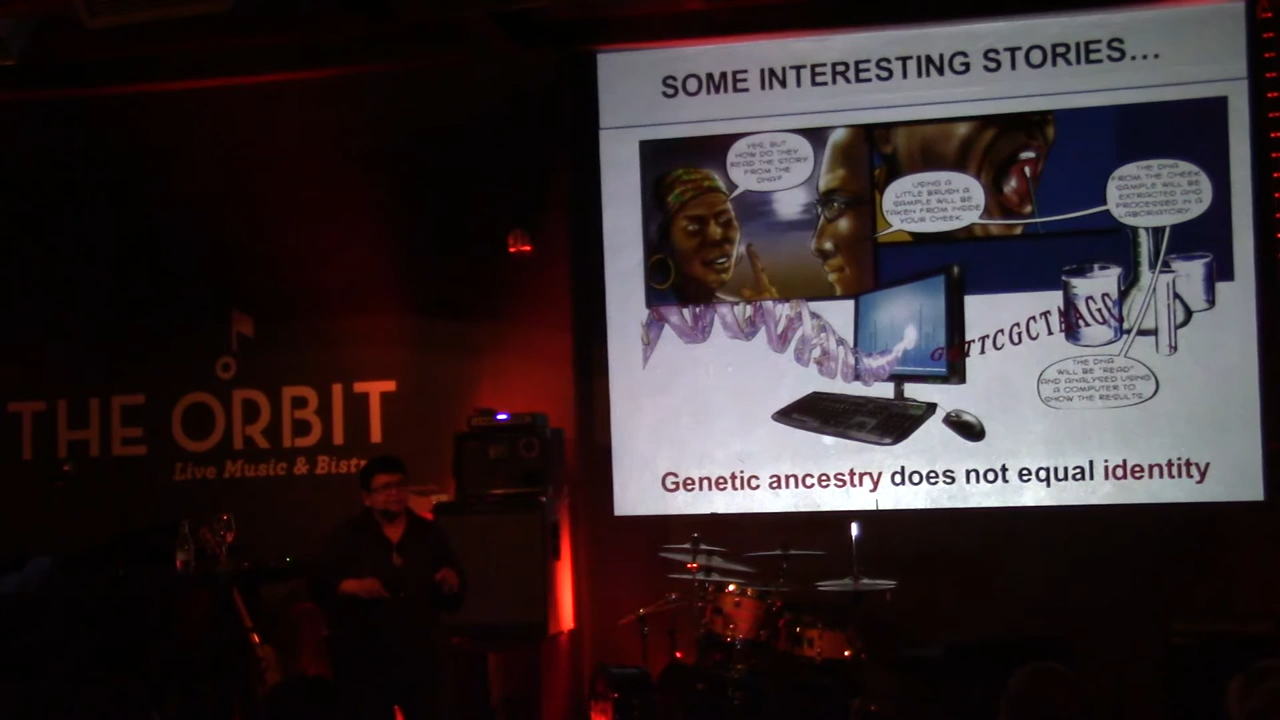 THE ORBIT
Live Music & Bistr
SOME INTERESTING STORIES...
YES, BUT
HOW DO THEY
READ THE STORY
FROM THE
DNA?
USING A
LITTLE BRUSH A
SAMPLE WILL BE
TAKEN FROM INSIDE
YOUR CHEEK.
THE DNA
FROM THE CHEEK
SAMPLE WILL BE
EXTRACTED AND
PROCESSED IN A
LABORATORY.
THE DNA
WILL BE "READ"
AND ANALYSED USING
A COMPUTER TO
SHOW THE RESULTS.
Genetic ancestry does not equal identity